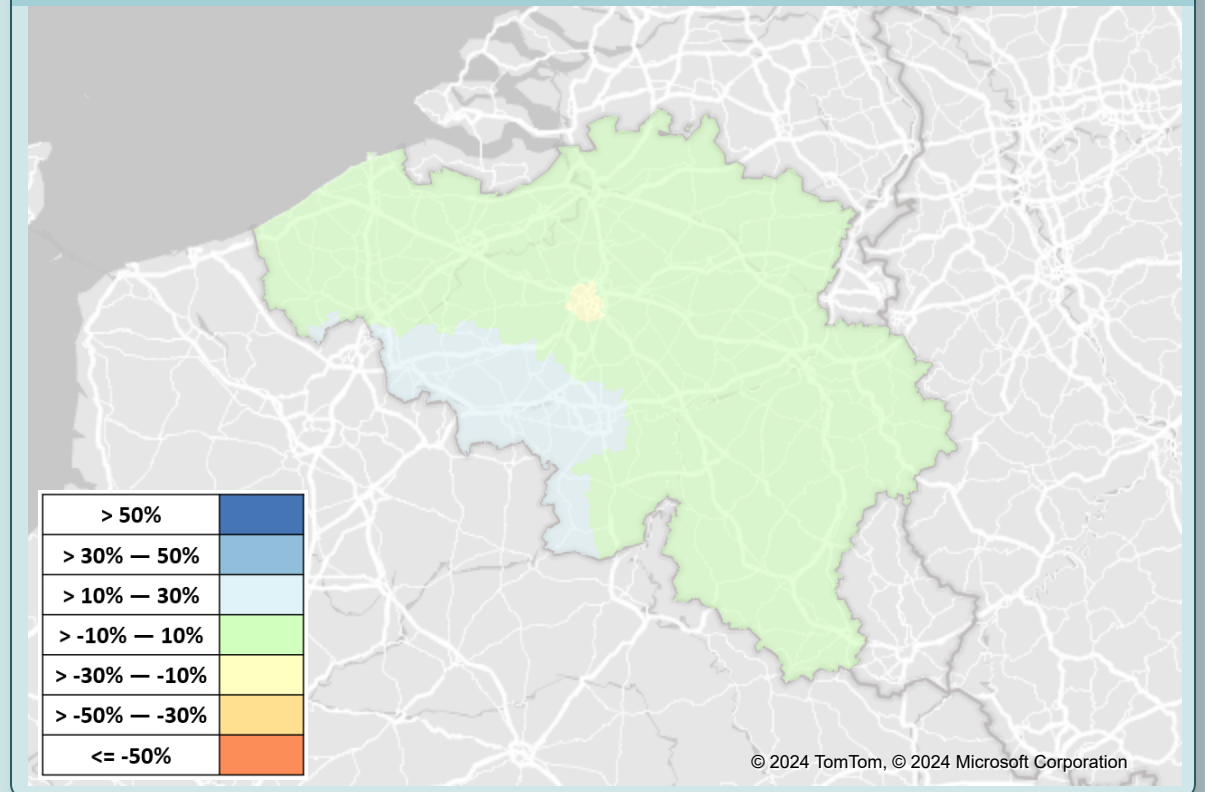 > 50%
> 30% — 50%
> 10% — 30%
> -10% — 10%
> -30% — -10%
> -50% — -30%
<= -50%
© 2024 TomTom, © 2024 Microsoft Corporation